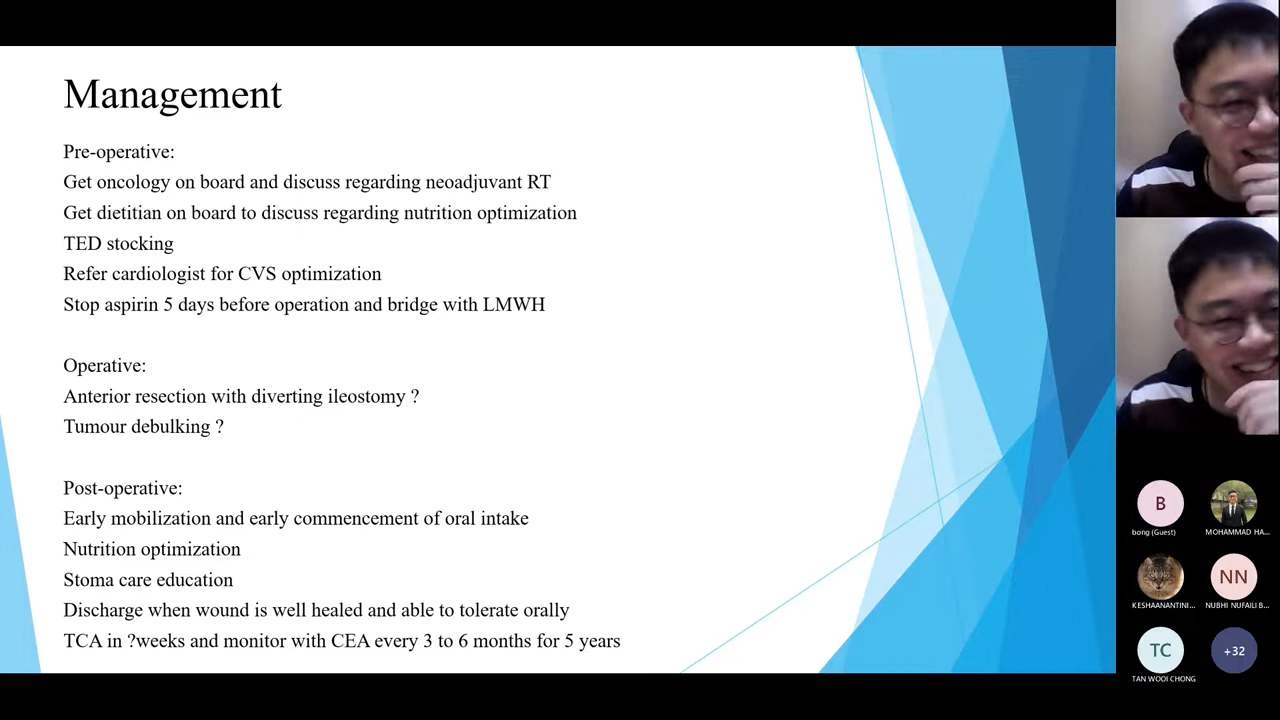 Management
Pre-operative:
Get oncology on board and discuss regarding neoadjuvant RT
Get dietitian on board to discuss regarding nutrition optimization
TED stocking
Refer cardiologist for CVS optimization
Stop aspirin 5 days before operation and bridge with LMWH
Operative:
Anterior resection with diverting ileostomy ?
Tumour debulking ?
Post-operative:
Early mobilization and early commencement of oral intake
Nutrition optimization
Stoma care education
Discharge when wound is well healed and able to tolerate orally
TCA in ?weeks and monitor with CEA every 3 to 6 months for 5 years
B
bong (Guest)
MOHAMMAD HA...
KESHAANANTINI...
NN
NUBHI NUFAILI B...
TC
TAN WOOI CHONG
+32